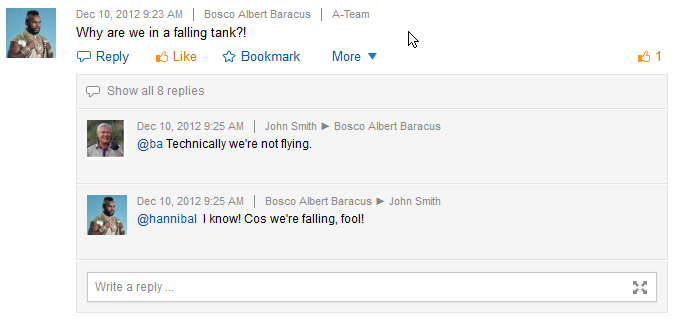 Dec 10, 2012 9:23 AM | Bosco Albert Baracus | A-Team
Why are we in a falling tank?!
Reply Like Bookmark More 1
Show all 8 replies
Dec 10, 2012 9:25 AM | John Smith ▶ Bosco Albert Baracus
@ba Technically we're not flying.
Dec 10, 2012 9:25 AM | Bosco Albert Baracus ▶ John Smith
@hannibal I know! Cos we're falling, fool!
Write a reply ...